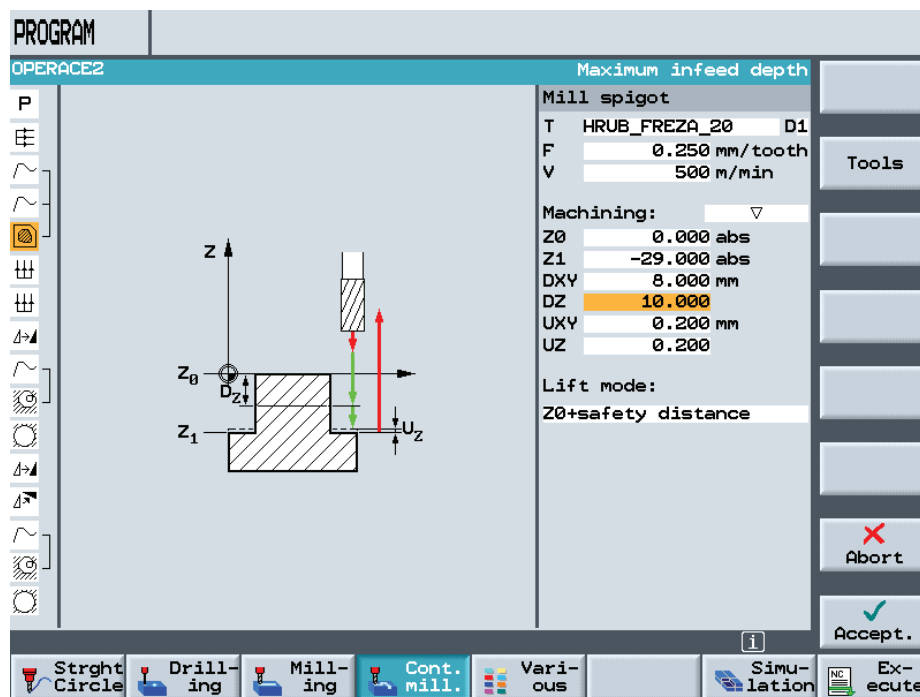 PROGRAM
OPERACE2 Maximum infeed depth
P
Mill spigot
T HRUB_FREZA_20 D1
F 0.250 mm/tooth
V 500 m/min
Machining: ▽
Z0 0.000 abs
Z1 -29.000 abs
DXY 8.000 mm
DZ 10.000
UXY 0.200 mm
UZ 0.200
Lift mode:
Z0+safety distance
Z
Z0
DZ
Z1
UZ
Tools
Abort
Accept.
i
Strght
Circle
Drill-
ing
Mill-
ing
Cont.
mill.
Vari-
ous
Simu-
lation
NC
Ex-
ecute